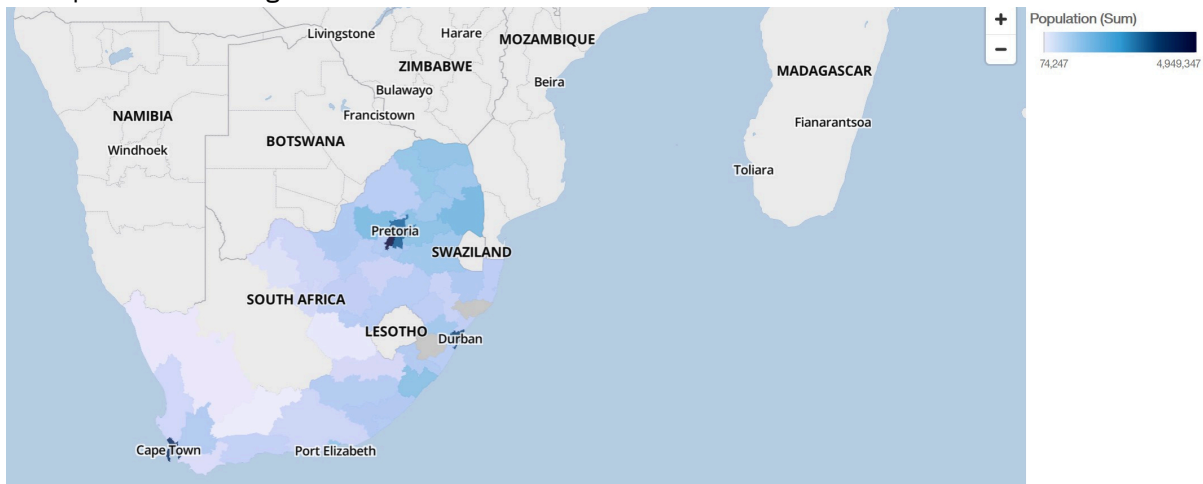 Livingstone
Harare
MOZAMBIQUE
ZIMBABWE
Beira
Bulawayo
NAMIBIA
Francistown
BOTSWANA
Windhoek
MADAGASCAR
Fianarantsoa
Toliara
Pretoria
SWAZILAND
SOUTH AFRICA
LESOTHO
Durban
Cape Town
Port Elizabeth
+
−
Population (Sum)
74,247 4,949,347